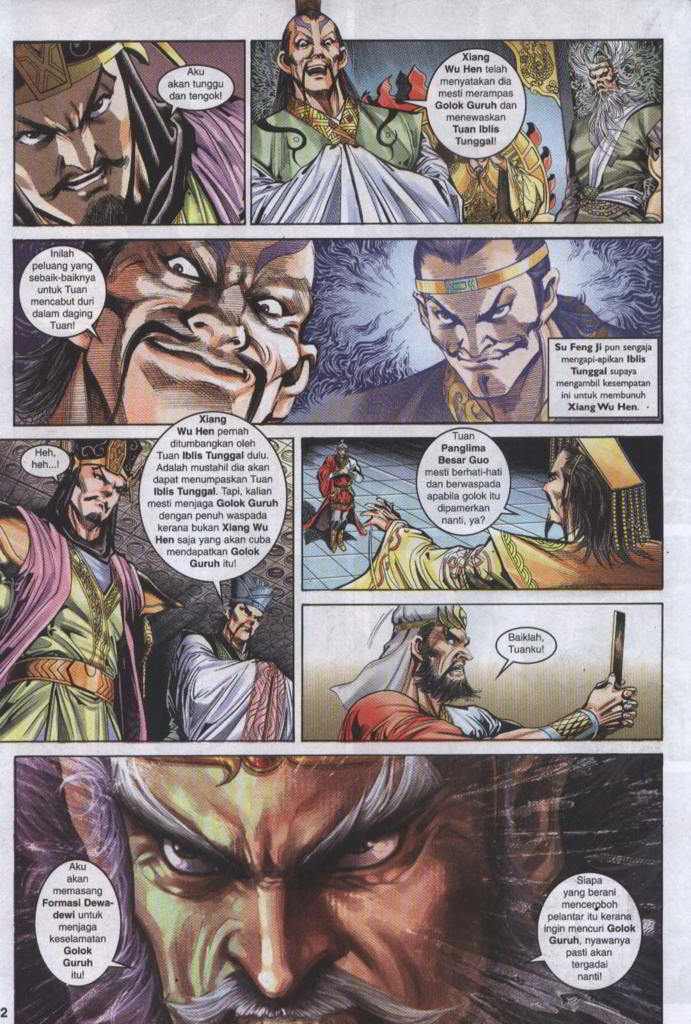 Aku
akan tunggu
dan tengok!
Xiang
Wu Hen telah
menyatakan dia
mesti merampas
Golok Guruh dan
menewaskan
Tuan Iblis
Tunggal!
Inilah
peluang yang
sebaik-baiknya
untuk Tuan
mencabut duri
dalam daging
Tuan!
Su Feng Ji pun sengaja
mengapi-apikan Iblis
Tunggal supaya
mengambil kesempatan
ini untuk membunuh
Xiang Wu Hen.
Heh,
heh...!
Xiang
Wu Hen pernah
ditumbangkan oleh
Tuan Iblis Tunggal dulu.
Adalah mustahil dia akan
dapat menumpaskan Tuan
Iblis Tunggal. Tapi, kalian
mesti menjaga Golok Guruh
dengan penuh waspada
kerana bukan Xiang Wu
Hen saja yang akan cuba
mendapatkan Golok
Guruh itu!
Tuan
Panglima
Besar Guo
mesti berhati-hati
dan berwaspada
apabila golok itu
dipamerkan
nanti, ya?
Baiklah,
Tuanku!
Aku
akan
memasang
Formasi Dewa-
dewi untuk
menjaga
keselamatan
Golok
Guruh
itu!
Siapa
yang berani
menceroboh
pelantar itu kerana
ingin mencuri Golok
Guruh, nyawanya
pasti akan
tergadai
nanti!
2